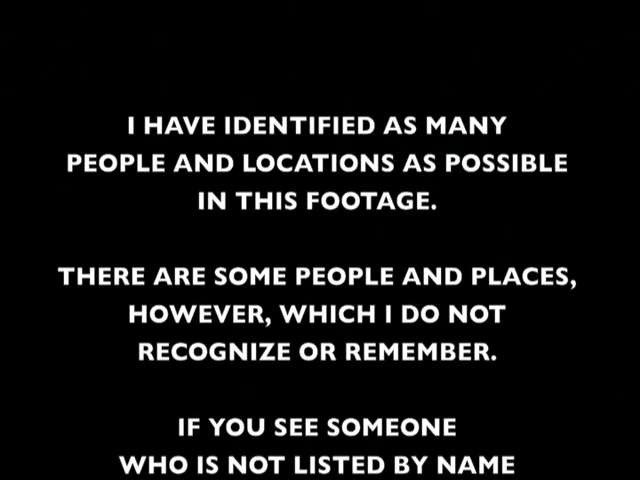 I HAVE IDENTIFIED AS MANY
PEOPLE AND LOCATIONS AS POSSIBLE
IN THIS FOOTAGE.
THERE ARE SOME PEOPLE AND PLACES,
HOWEVER, WHICH I DO NOT
RECOGNIZE OR REMEMBER.
IF YOU SEE SOMEONE
WHO IS NOT LISTED BY NAME